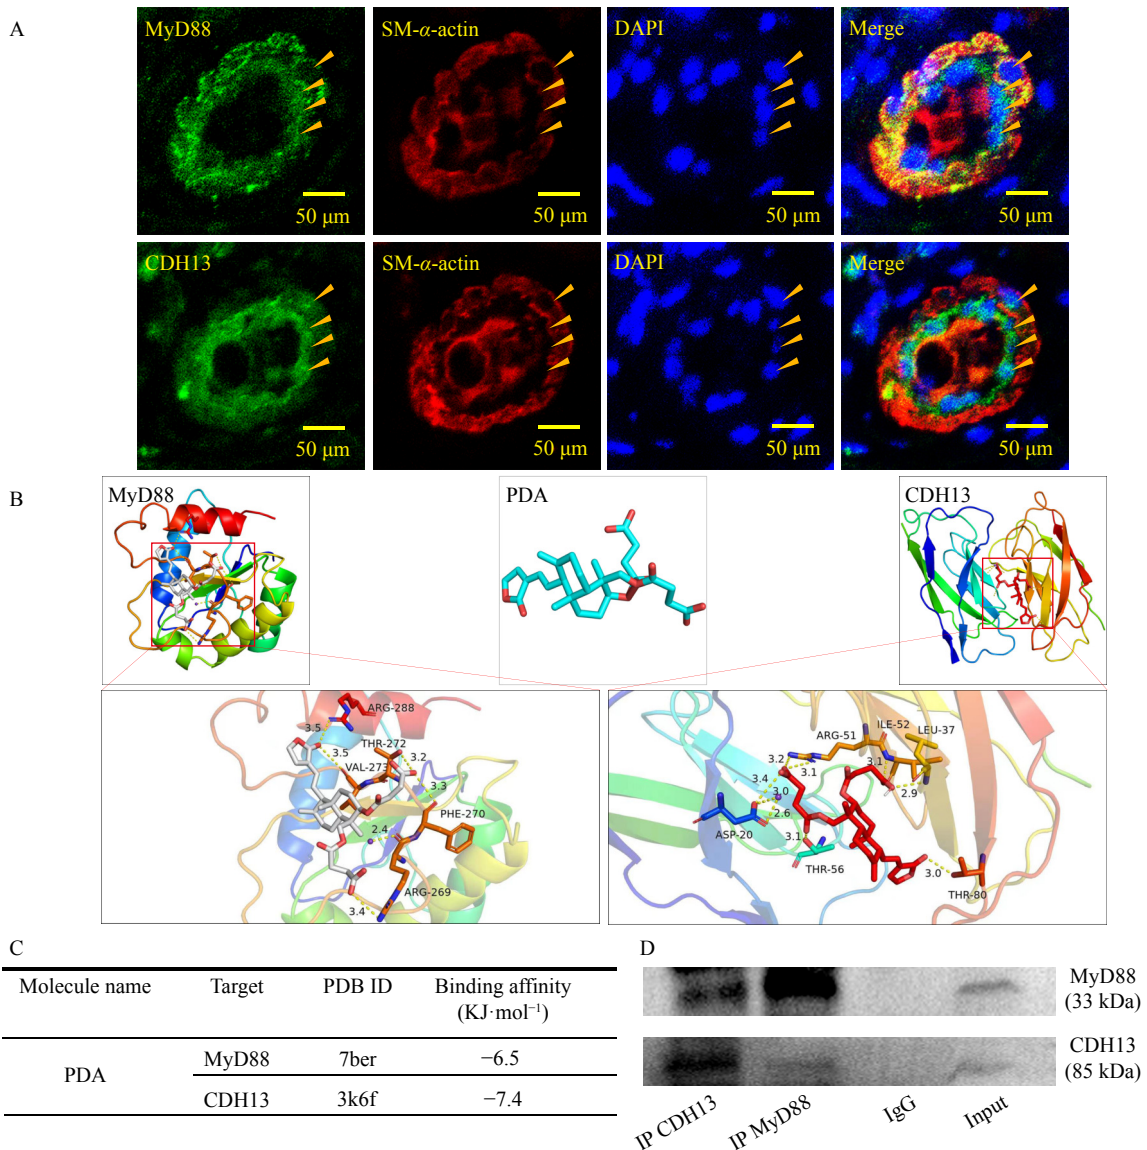 A
MyD88
SM-α-actin
DAPI
Merge
50 μm
50 μm
50 μm
50 μm
CDH13
SM-α-actin
DAPI
Merge
50 μm
50 μm
50 μm
50 μm
B
MyD88
PDA
CDH13
ARG-288
3.5
3.5
THR-272
3.2
VAL-273
3.3
PHE-270
2.4
ARG-269
3.4
ILE-52
LEU-37
ARG-51
3.2
3.1
3.1
3.4
3.0
2.9
2.6
ASP-20
3.1
THR-56
3.0
THR-80
C
Molecule name Target PDB ID Binding affinity
(KJ·mol⁻¹)
PDA
MyD88 7ber −6.5
CDH13 3k6f −7.4
D
MyD88
(33 kDa)
CDH13
(85 kDa)
IP CDH13
IP MyD88
IgG
Input